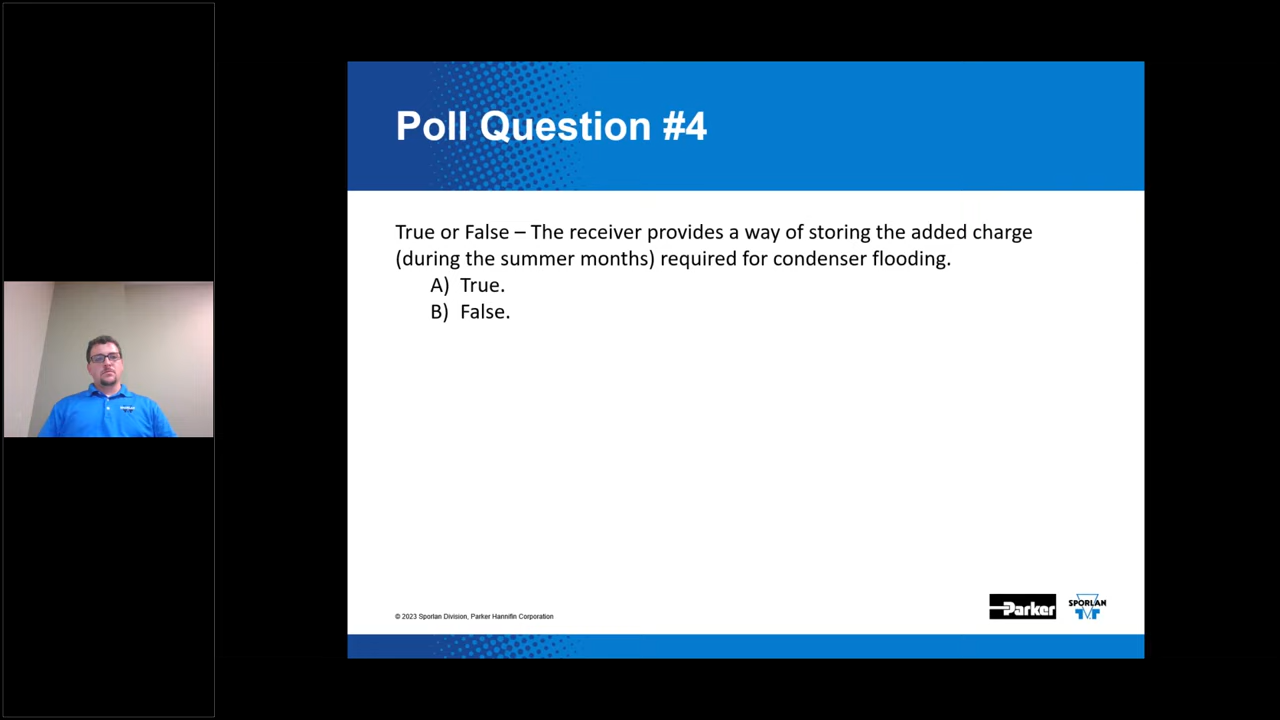 Poll Question #4
True or False – The receiver provides a way of storing the added charge
(during the summer months) required for condenser flooding.
A) True.
B) False.
© 2023 Sporlan Division, Parker Hannifin Corporation
Parker
SPORLAN
SPORLAN